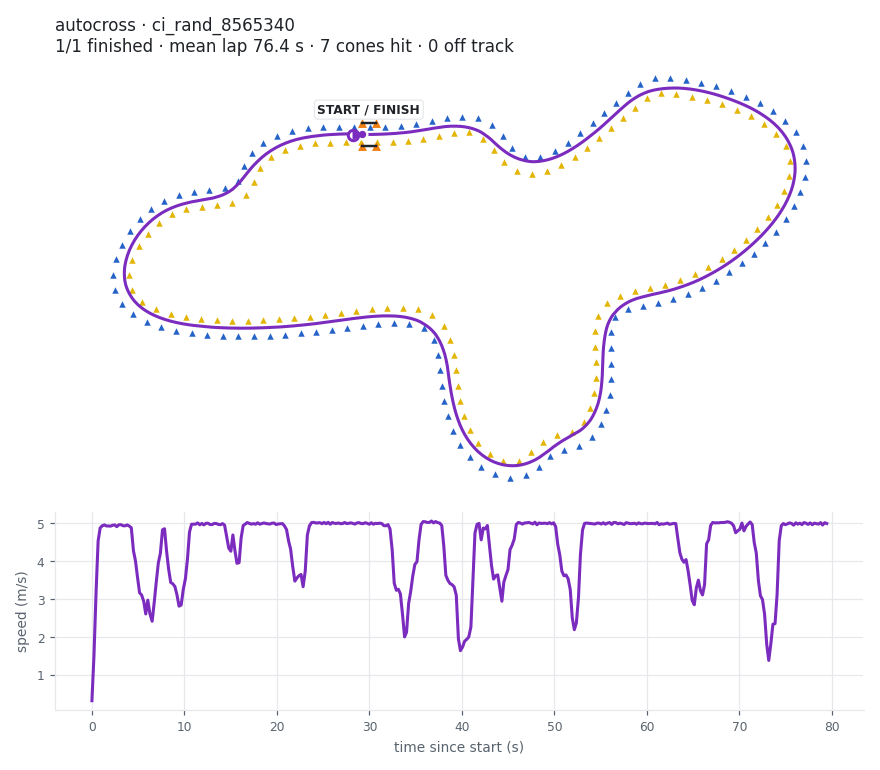 autocross · ci_rand_8565340
1/1 finished · mean lap 76.4 s · 7 cones hit · 0 off track
START / FINISH
5
4
3
2
1
speed (m/s)
0 10 20 30 40 50 60 70 80
time since start (s)